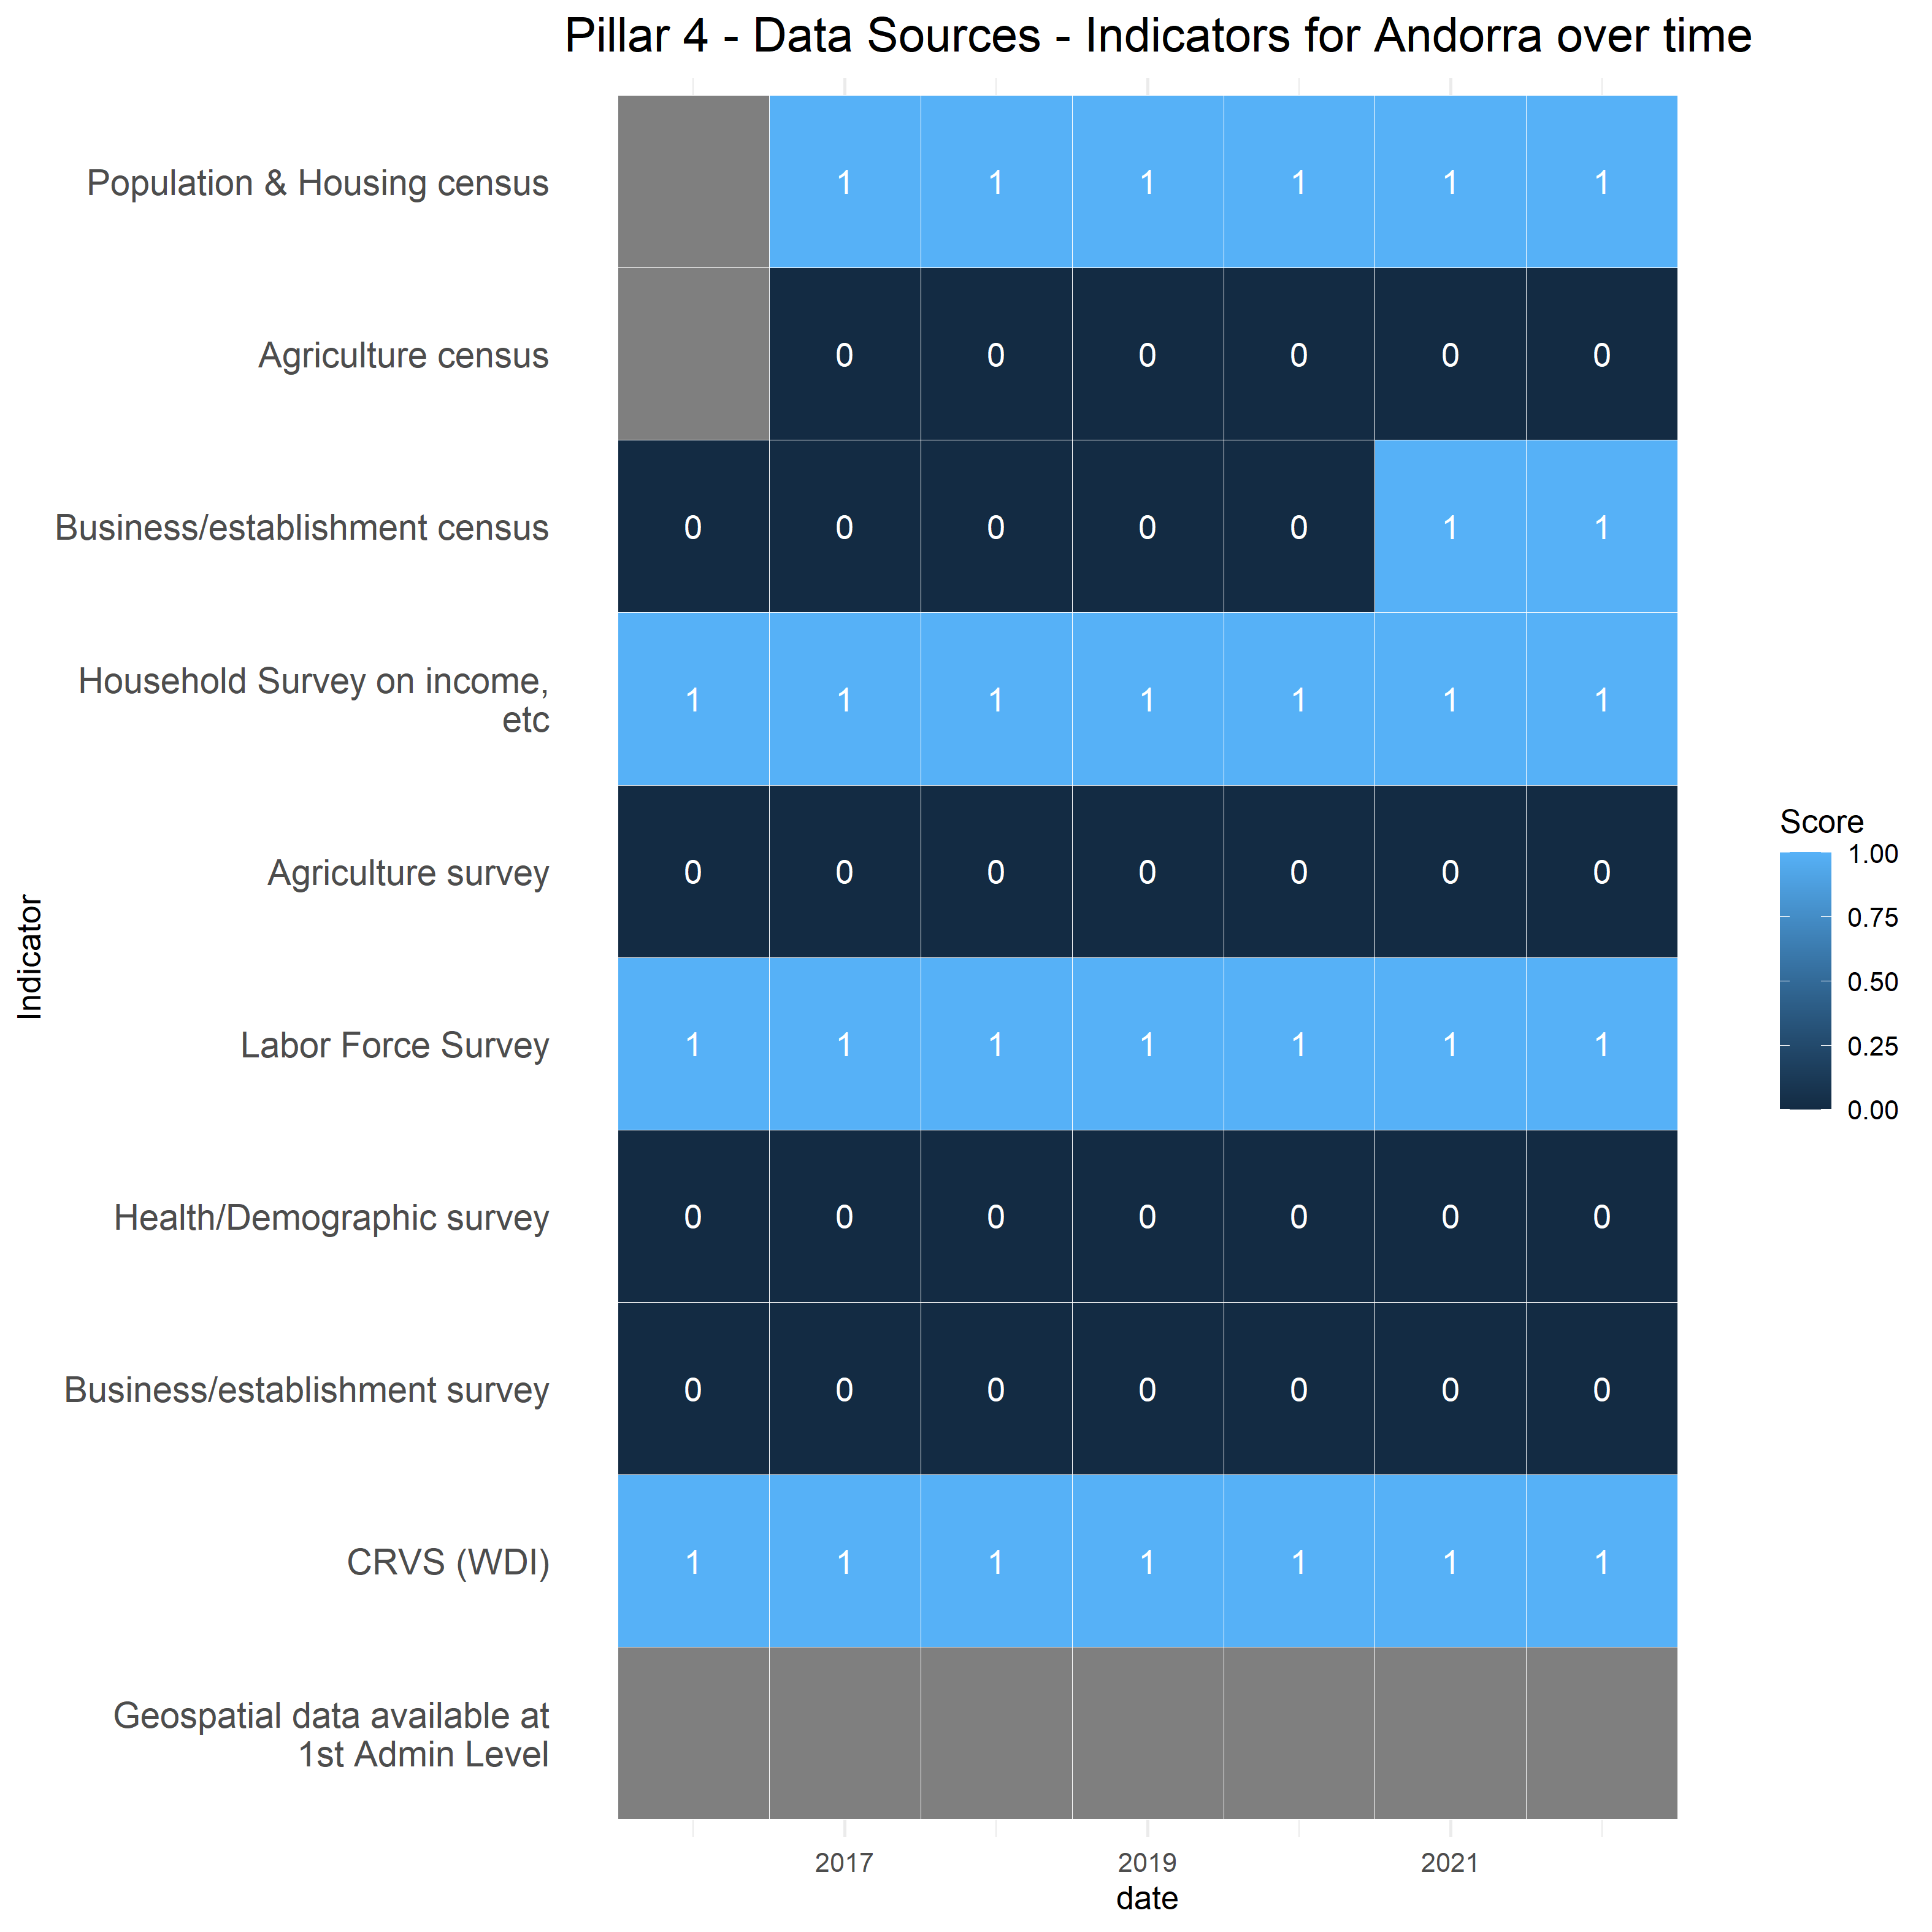 Pillar 4 - Data Sources - Indicators for Andorra over time
Population & Housing census
1 1 1 1 1 1
Agriculture census
0 0 0 0 0 0
Business/establishment census
0 0 0 0 0 1 1
Household Survey on income,
etc
1 1 1 1 1 1 1
Agriculture survey
0 0 0 0 0 0 0
Labor Force Survey
1 1 1 1 1 1 1
Health/Demographic survey
0 0 0 0 0 0 0
Business/establishment survey
0 0 0 0 0 0 0
CRVS (WDI)
1 1 1 1 1 1 1
Geospatial data available at
1st Admin Level
Indicator
2017 2019 2021
date
Score
1.00
0.75
0.50
0.25
0.00